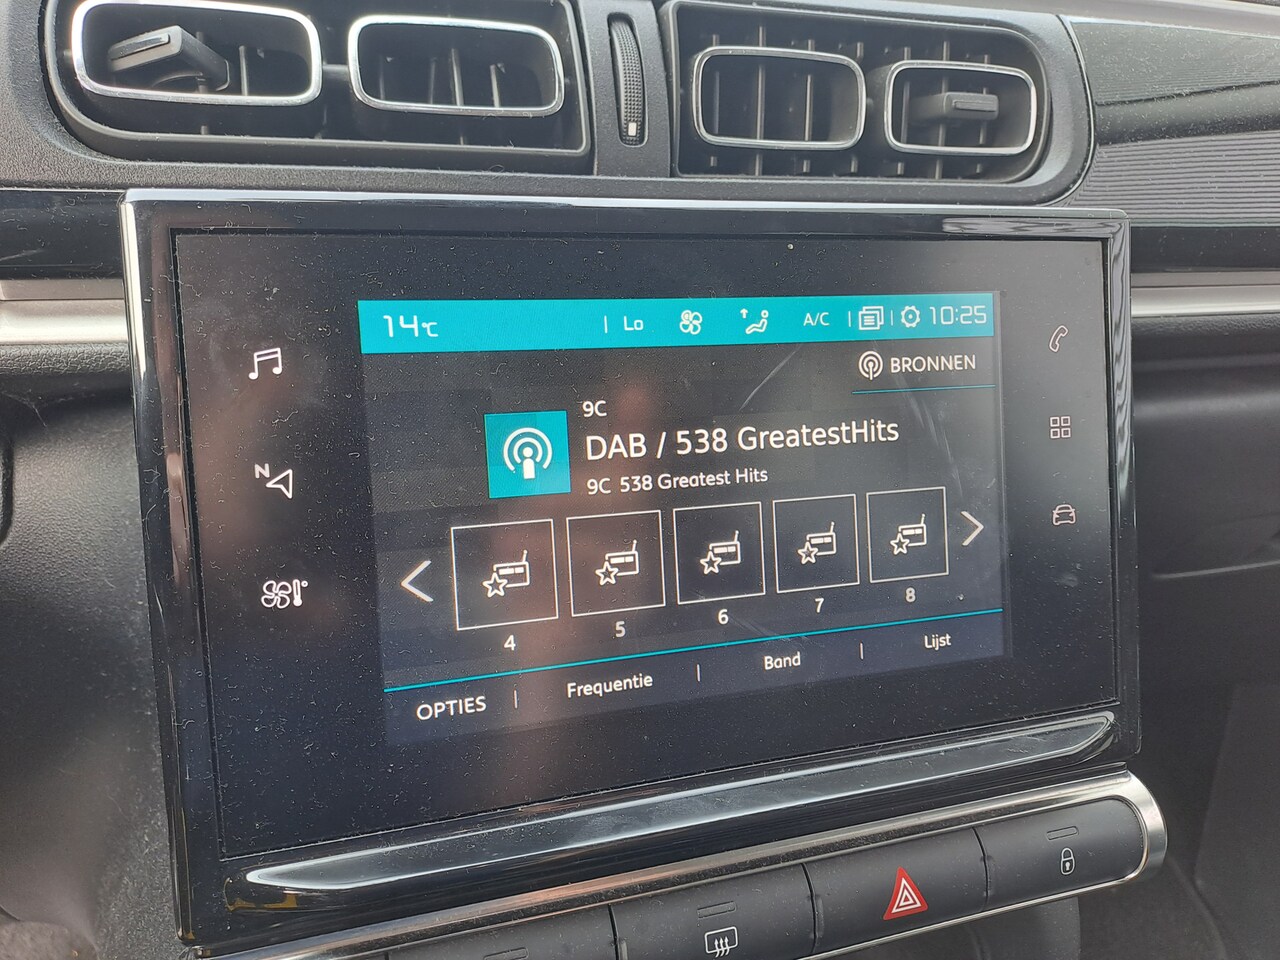 14°C Lo A/C 10:25
BRONNEN
9C
DAB / 538 GreatestHits
9C 538 Greatest Hits
N
4 5 6 7 8
OPTIES Frequentie Band Lijst